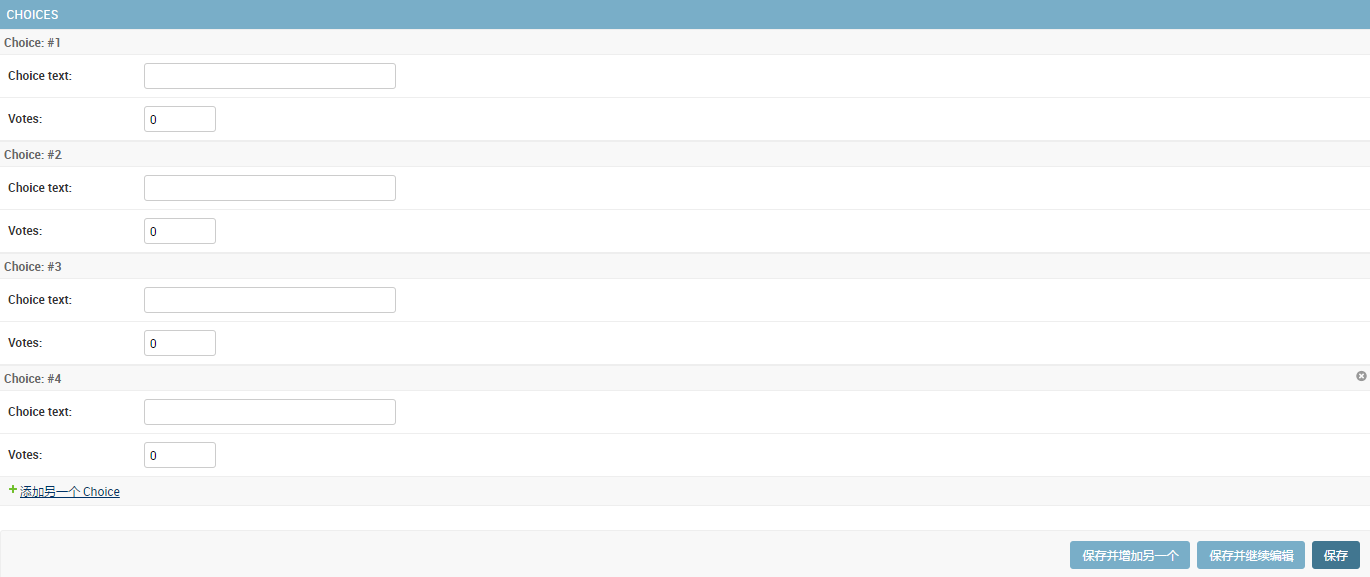 CHOICES
Choice: #1
Choice text:
Votes: 0
Choice: #2
Choice text:
Votes: 0
Choice: #3
Choice text:
Votes: 0
Choice: #4
Choice text:
Votes: 0
添加另一个 Choice
保存并增加另一个 保存并继续编辑 保存